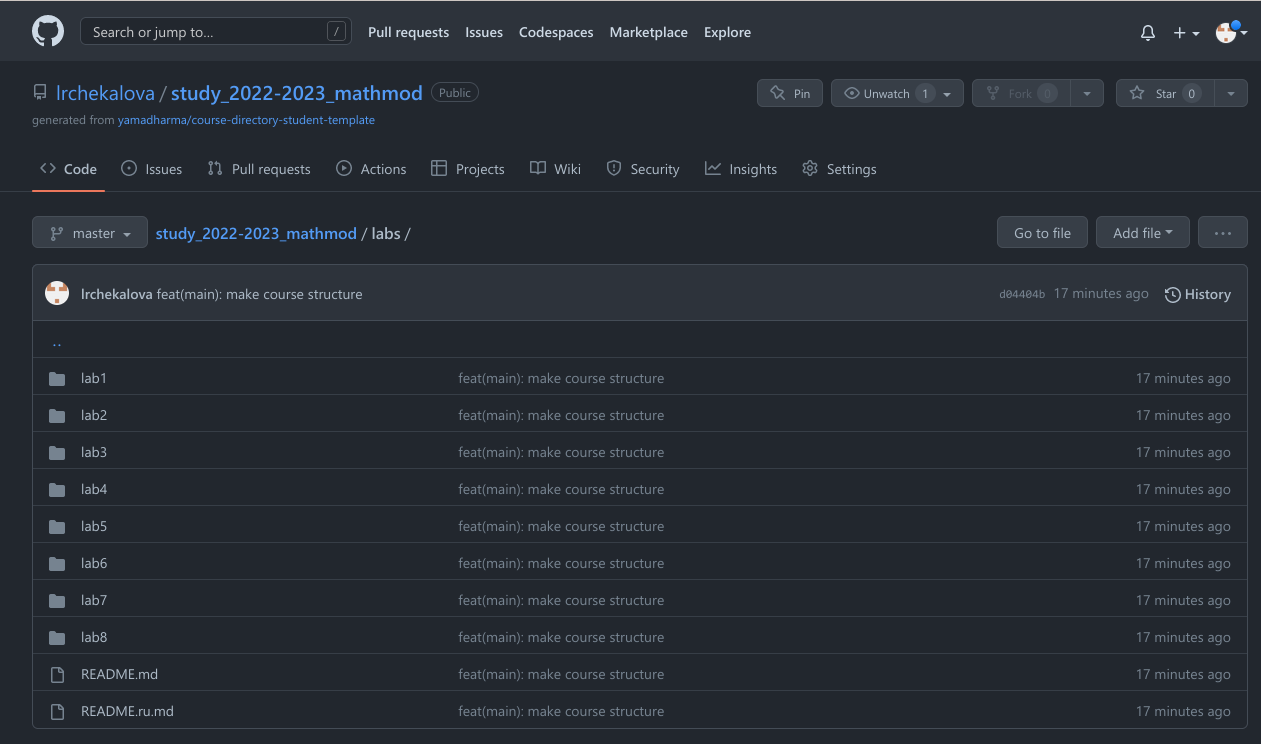 Search or jump to... / Pull requests Issues Codespaces Marketplace Explore
lrchekalova / study_2022-2023_mathmod Public Pin Unwatch 1 Fork 0 Star 0
generated from yamadharma/course-directory-student-template
Code Issues Pull requests Actions Projects Wiki Security Insights Settings
master study_2022-2023_mathmod / labs / Go to file Add file ...
lrchekalova feat(main): make course structure d04404b 17 minutes ago History
..
lab1 feat(main): make course structure 17 minutes ago
lab2 feat(main): make course structure 17 minutes ago
lab3 feat(main): make course structure 17 minutes ago
lab4 feat(main): make course structure 17 minutes ago
lab5 feat(main): make course structure 17 minutes ago
lab6 feat(main): make course structure 17 minutes ago
lab7 feat(main): make course structure 17 minutes ago
lab8 feat(main): make course structure 17 minutes ago
README.md feat(main): make course structure 17 minutes ago
README.ru.md feat(main): make course structure 17 minutes ago